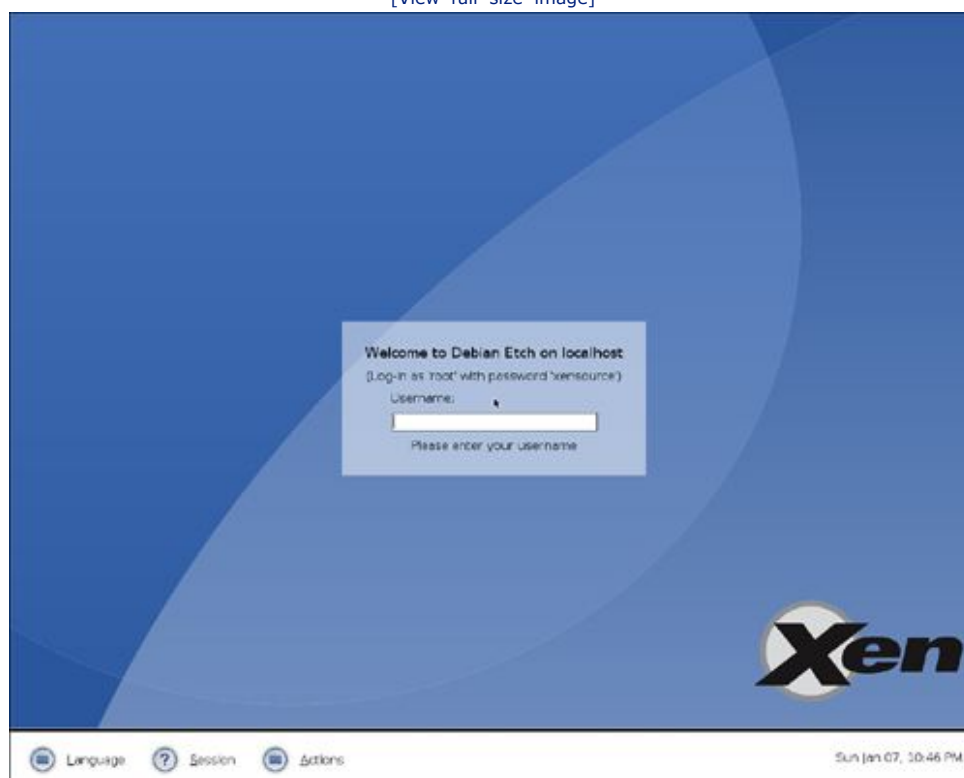 [View full size image]
Welcome to Debian Etch on localhost
(Log-in as 'root' with password 'xensource')
Username:
Please enter your username
Xen
Language
Session
Actions
Sun Jan 07, 10:46 PM